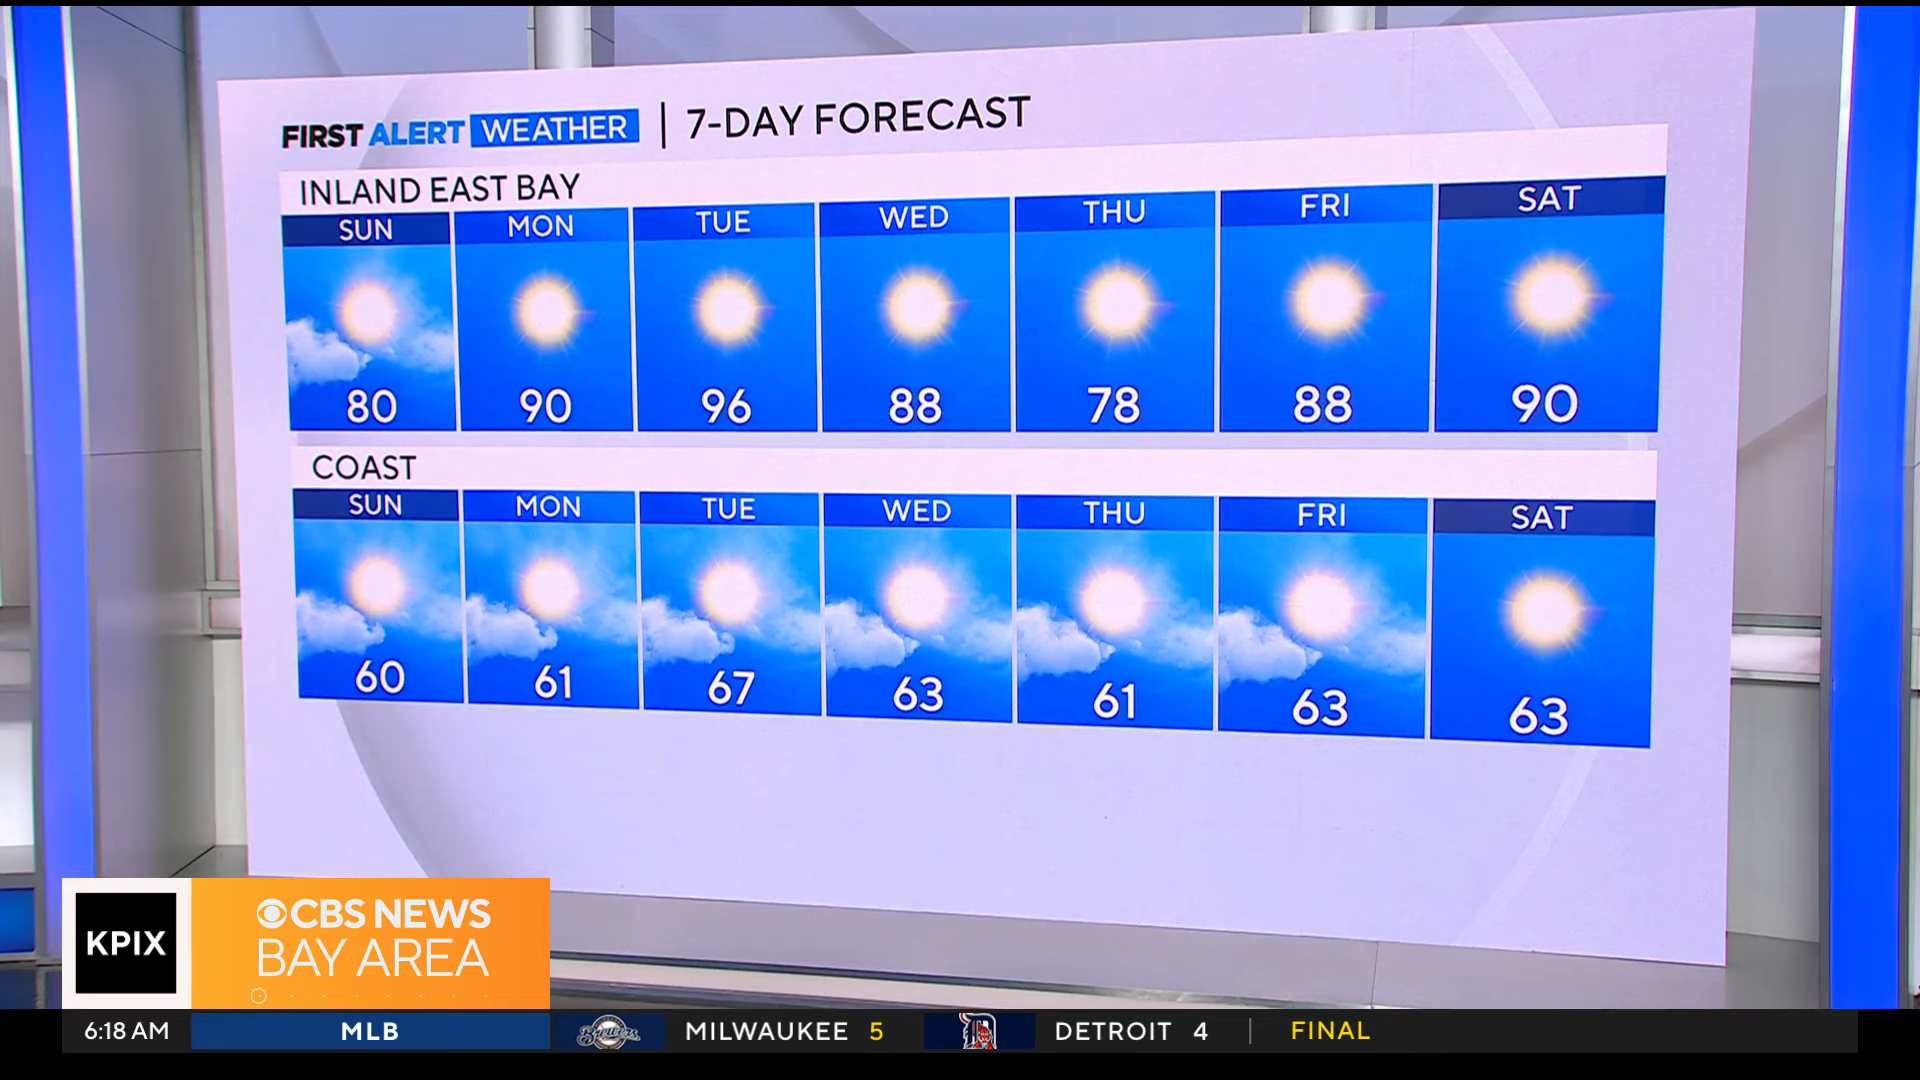 FIRST ALERT WEATHER | 7-DAY FORECAST
INLAND EAST BAY
SUN MON TUE WED THU FRI SAT
80 90 96 88 78 88 90
COAST
SUN MON TUE WED THU FRI SAT
60 61 67 63 61 63 63
KPIX
CBS NEWS
BAY AREA
6:18 AM MLB Brewers MILWAUKEE 5 DETROIT 4 | FINAL